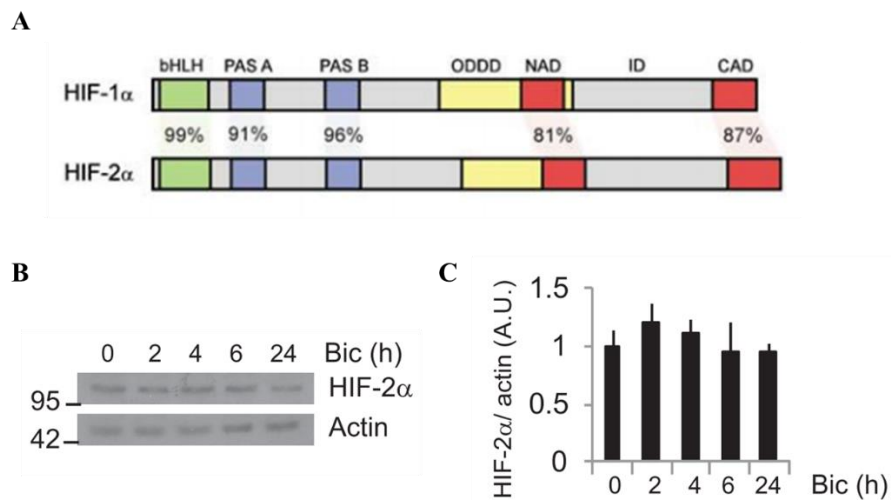 A
bHLH PAS A PAS B ODDD NAD ID CAD
HIF-1α
99% 91% 96% 81% 87%
HIF-2α
B
0 2 4 6 24 Bic (h)
HIF-2α
95
Actin
42
C
HIF-2α/ actin (A.U.)
1.5
1
0.5
0
0 2 4 6 24 Bic (h)